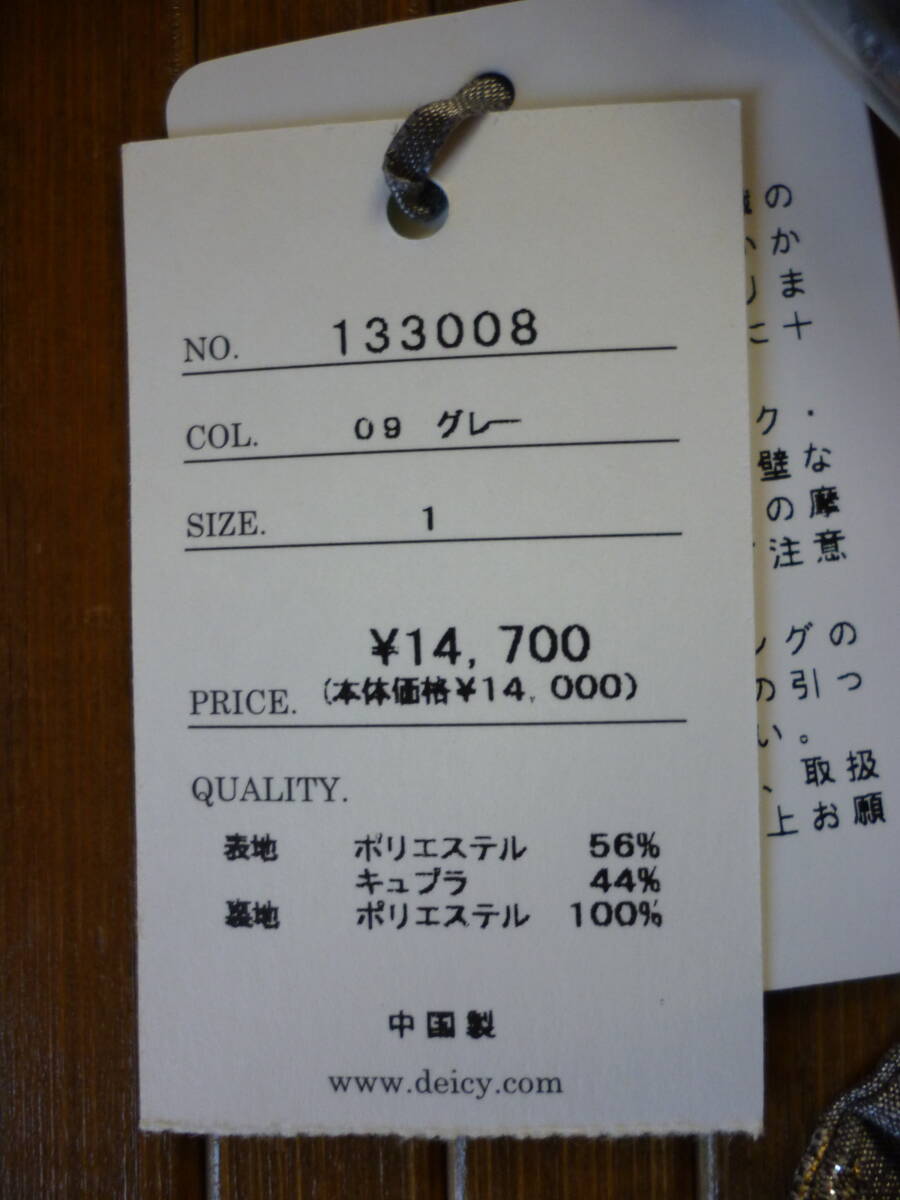 NO. 133008
COL. 09 グレー
SIZE. 1
¥14,700
PRICE. (本体価格¥14,000)
QUALITY.
表地 ポリエステル 56%
キュプラ 44%
裏地 ポリエステル 100%
中国製
www.deicy.com
の
か
りま
に十
ク・
壁な
の摩
注意
ングの
の引っ
い。
、取扱
上お願